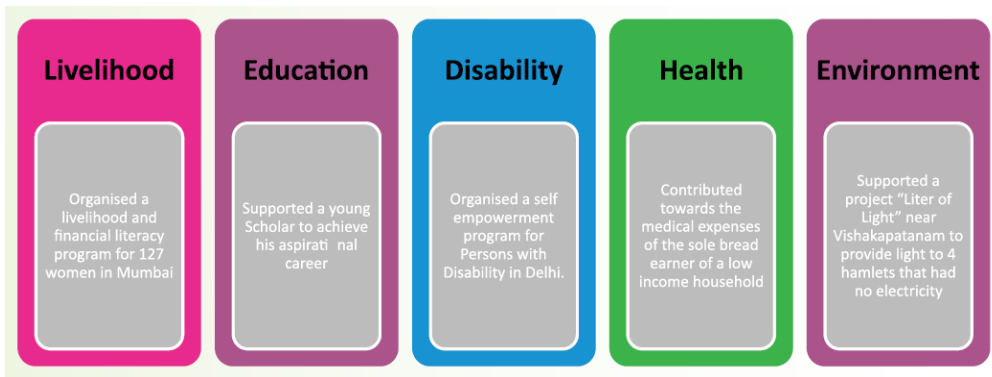 Livelihood
Organised a
livelihood and
financial literacy
program for 127
women in Mumbai
Education
Supported a young
Scholar to achieve
his aspirati nal
career
Disability
Organised a self
empowerment
program for
Persons with
Disability in Delhi.
Health
Contributed
towards the
medical expenses
of the sole bread
earner of a low
income household
Environment
Supported a
project “Liter of
Light” near
Vishakapatanam to
provide light to 4
hamlets that had
no electricity